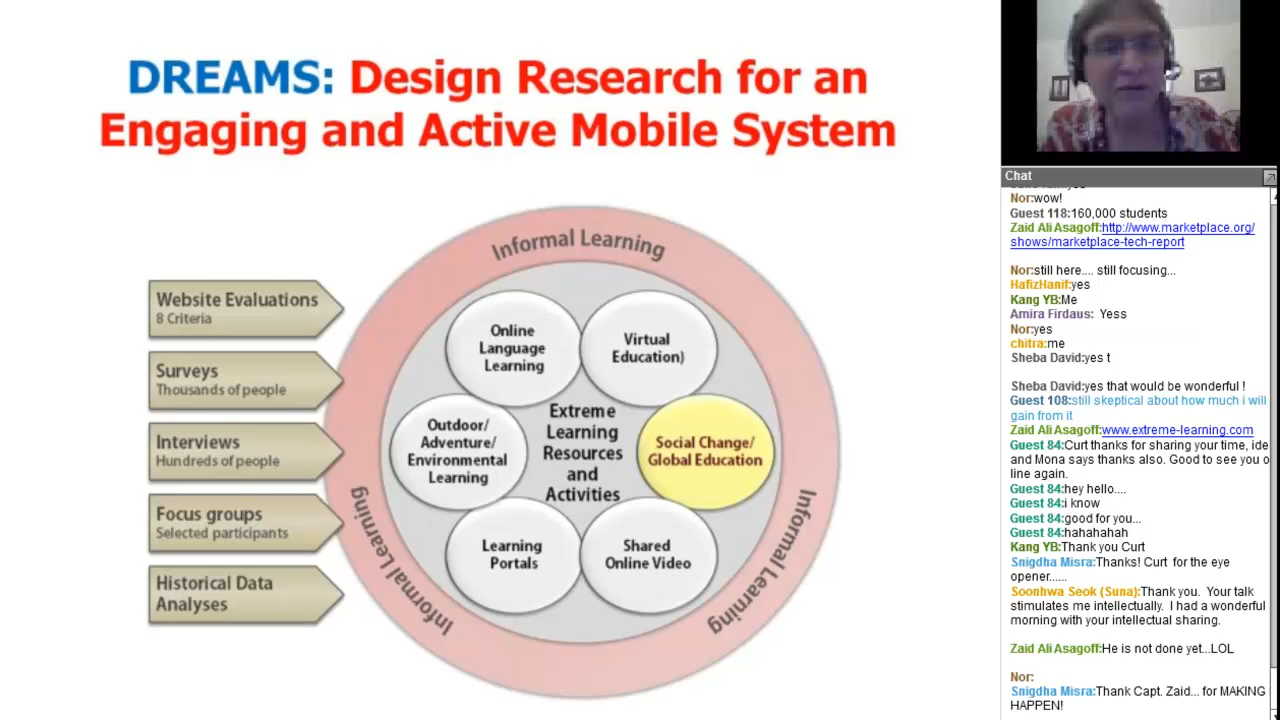 DREAMS: Design Research for an
Engaging and Active Mobile System
Informal Learning
Informal Learning
Informal Learning
Website Evaluations
8 Criteria
Surveys
Thousands of people
Interviews
Hundreds of people
Focus groups
Selected participants
Historical Data
Analyses
Online
Language
Learning
Virtual
Education)
Outdoor/
Adventure/
Environmental
Learning
Extreme
Learning
Resources
and
Activities
Social Change/
Global Education
Learning
Portals
Shared
Online Video
Chat
Nor:wow!
Guest 118:160,000 students
Zaid Ali Asagoff:http://www.marketplace.org/
shows/marketplace-tech-report
Nor:still here.... still focusing...
HafizHanif:yes
Kang YB:Me
Amira Firdaus: Yess
Nor:yes
chitra:me
Sheba David:yes t
Sheba David:yes that would be wonderful !
Guest 108:still skeptical about how much i will
gain from it
Zaid Ali Asagoff:www.extreme-learning.com
Guest 84:Curt thanks for sharing your time, ide
and Mona says thanks also. Good to see you o
line again.
Guest 84:hey hello....
Guest 84:i know
Guest 84:good for you...
Guest 84:hahahahah
Kang YB:Thank you Curt
Snigdha Misra:Thanks! Curt for the eye
opener......
Soonhwa Seok (Suna):Thank you. Your talk
stimulates me intellectually. I had a wonderful
morning with your intellectual sharing.
Zaid Ali Asagoff:He is not done yet...LOL
Nor:
Snigdha Misra:Thank Capt. Zaid... for MAKING
HAPPEN!